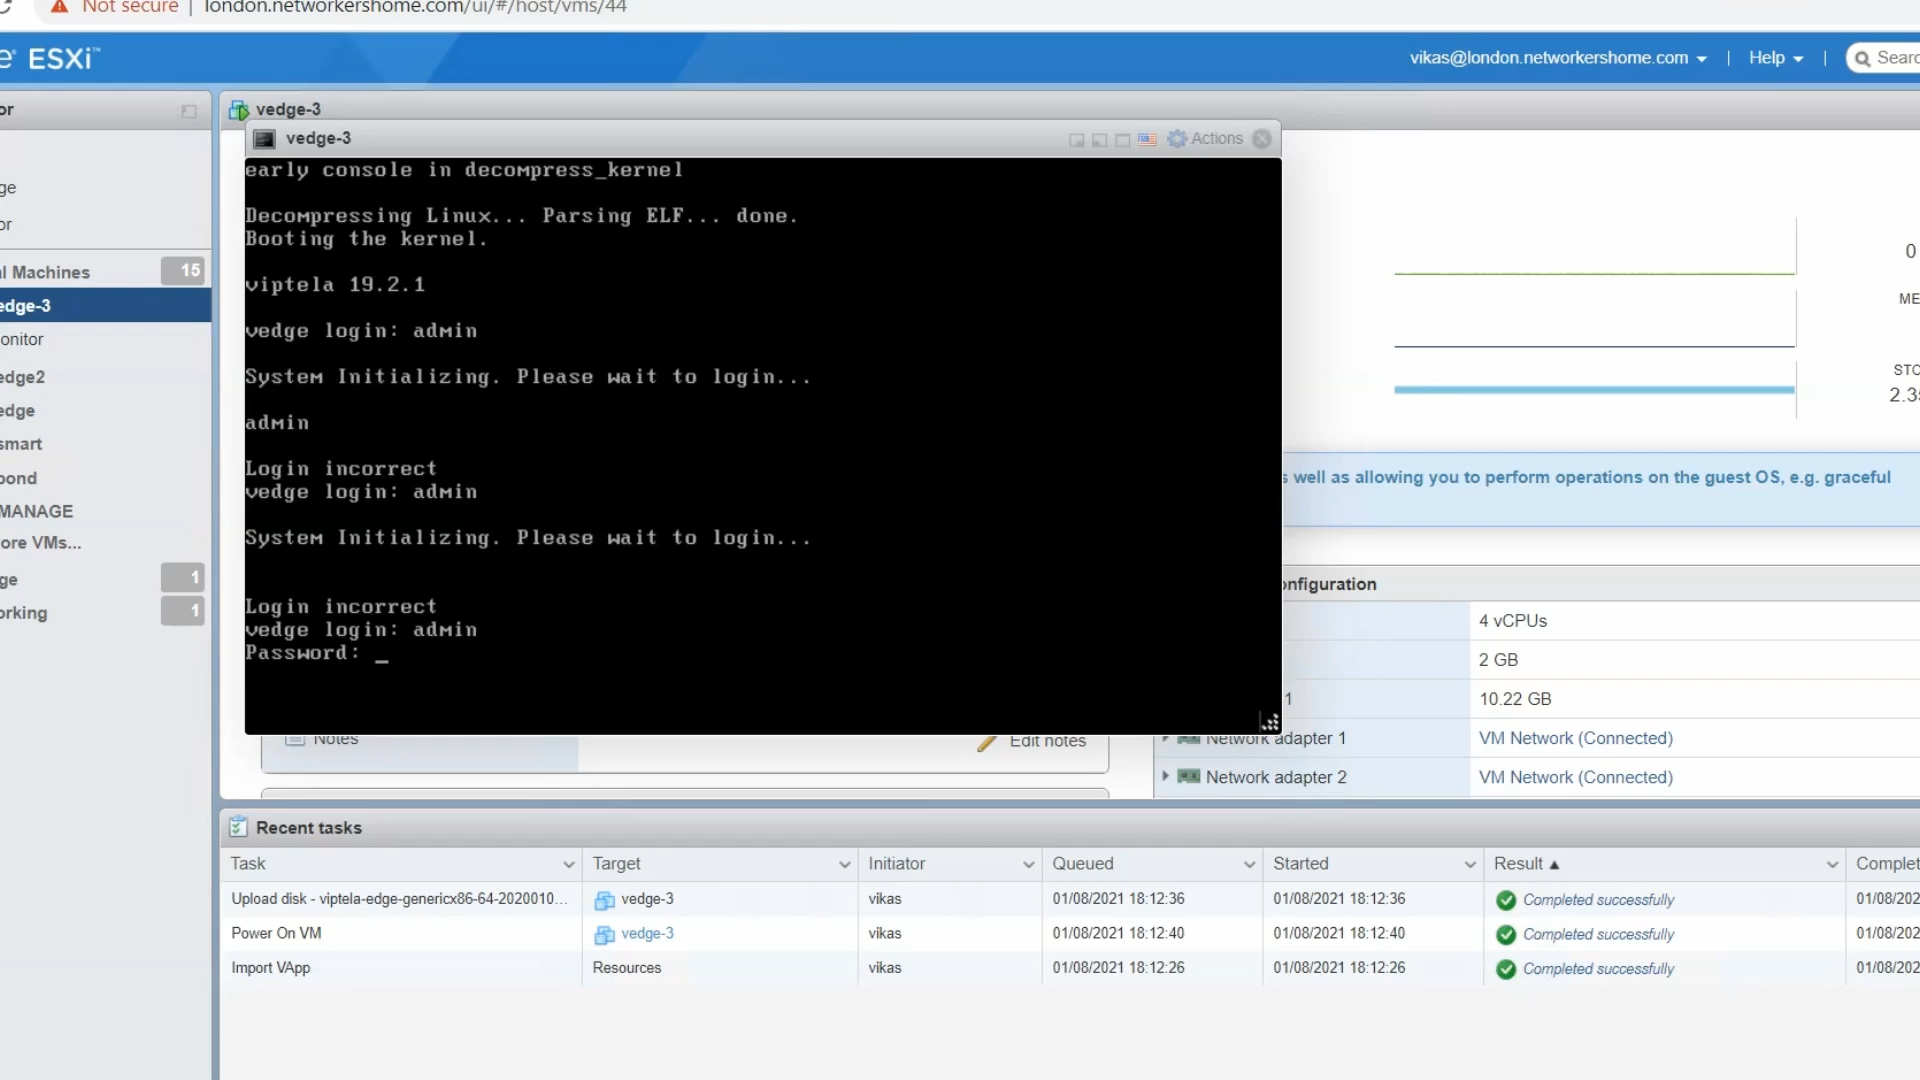 Not secure | london.networkershome.com/ui/#/host/vms/44
ESXi™
vikas@london.networkershome.com | Help | Searc
or
vedge-3
vedge-3
Actions
early console in decompress_kernel
Decompressing Linux... Parsing ELF... done.
Booting the kernel.
viptela 19.2.1
vedge login: admin
System Initializing. Please wait to login...
admin
Login incorrect
vedge login: admin
System Initializing. Please wait to login...
Login incorrect
vedge login: admin
Password: _
ge
or
l Machines 15
edge-3
onitor
edge2
edge
smart
bond
MANAGE
ore VMs...
ge 1
orking 1
0
ME
STO
2.35
s well as allowing you to perform operations on the guest OS, e.g. graceful
onfiguration
4 vCPUs
2 GB
1 10.22 GB
Network adapter 1 VM Network (Connected)
Network adapter 2 VM Network (Connected)
Notes
Edit notes
Recent tasks
Task Target Initiator Queued Started Result ▲ Complet
Upload disk - viptela-edge-genericx86-64-2020010... vedge-3 vikas 01/08/2021 18:12:36 01/08/2021 18:12:36 Completed successfully 01/08/202
Power On VM vedge-3 vikas 01/08/2021 18:12:40 01/08/2021 18:12:40 Completed successfully 01/08/202
Import VApp Resources vikas 01/08/2021 18:12:26 01/08/2021 18:12:26 Completed successfully 01/08/202